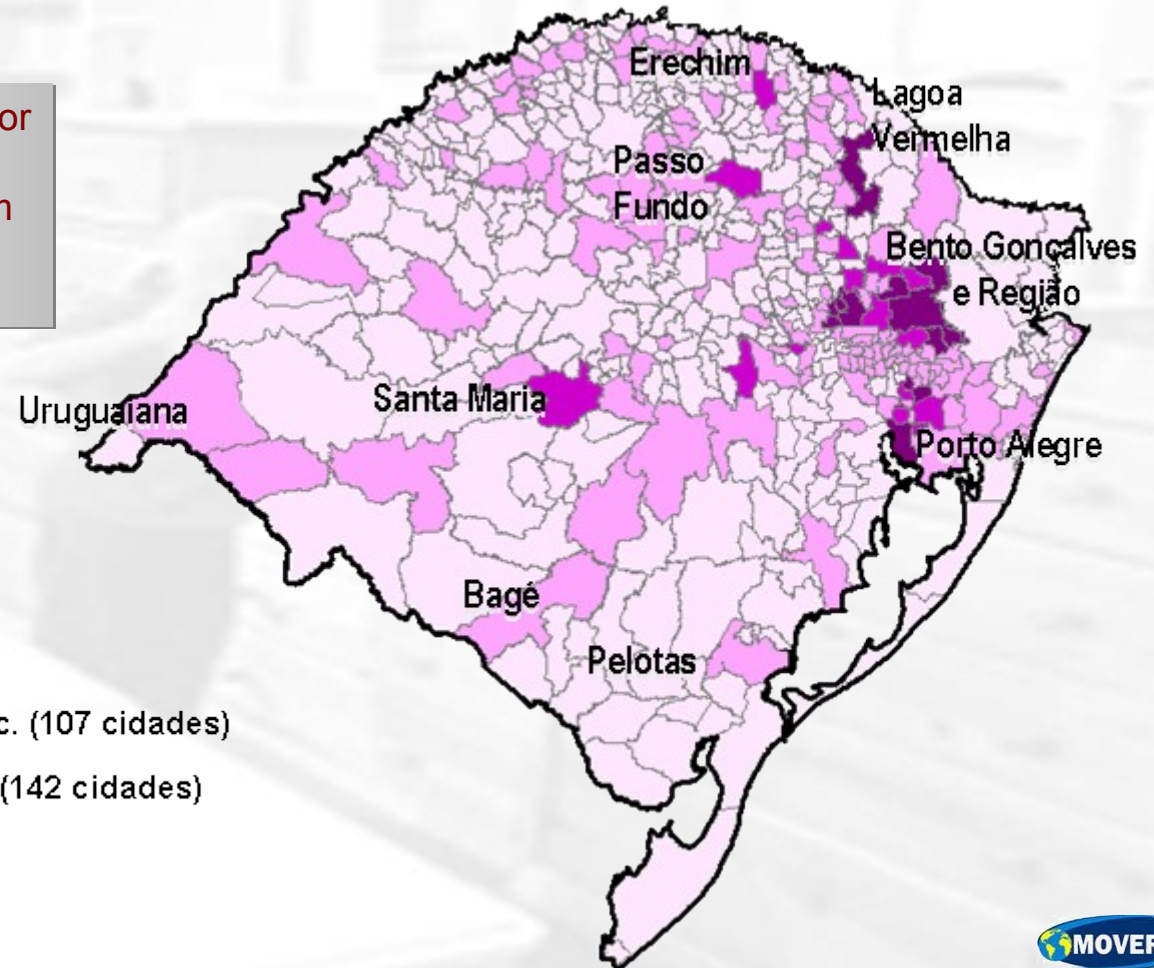 or
m
Erechim
Lagoa
Vermelha
Passo
Fundo
Bento Gonçalves
e Região
Uruguaiana
Santa Maria
Porto Alegre
Bagé
Pelotas
c. (107 cidades)
(142 cidades)
MOVER